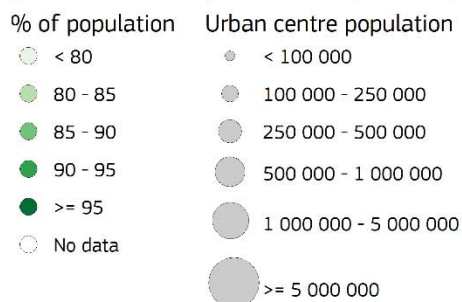 % of population
< 80
80 - 85
85 - 90
90 - 95
>= 95
No data
Urban centre population
< 100 000
100 000 - 250 000
250 000 - 500 000
500 000 - 1 000 000
1 000 000 - 5 000 000
>= 5 000 000